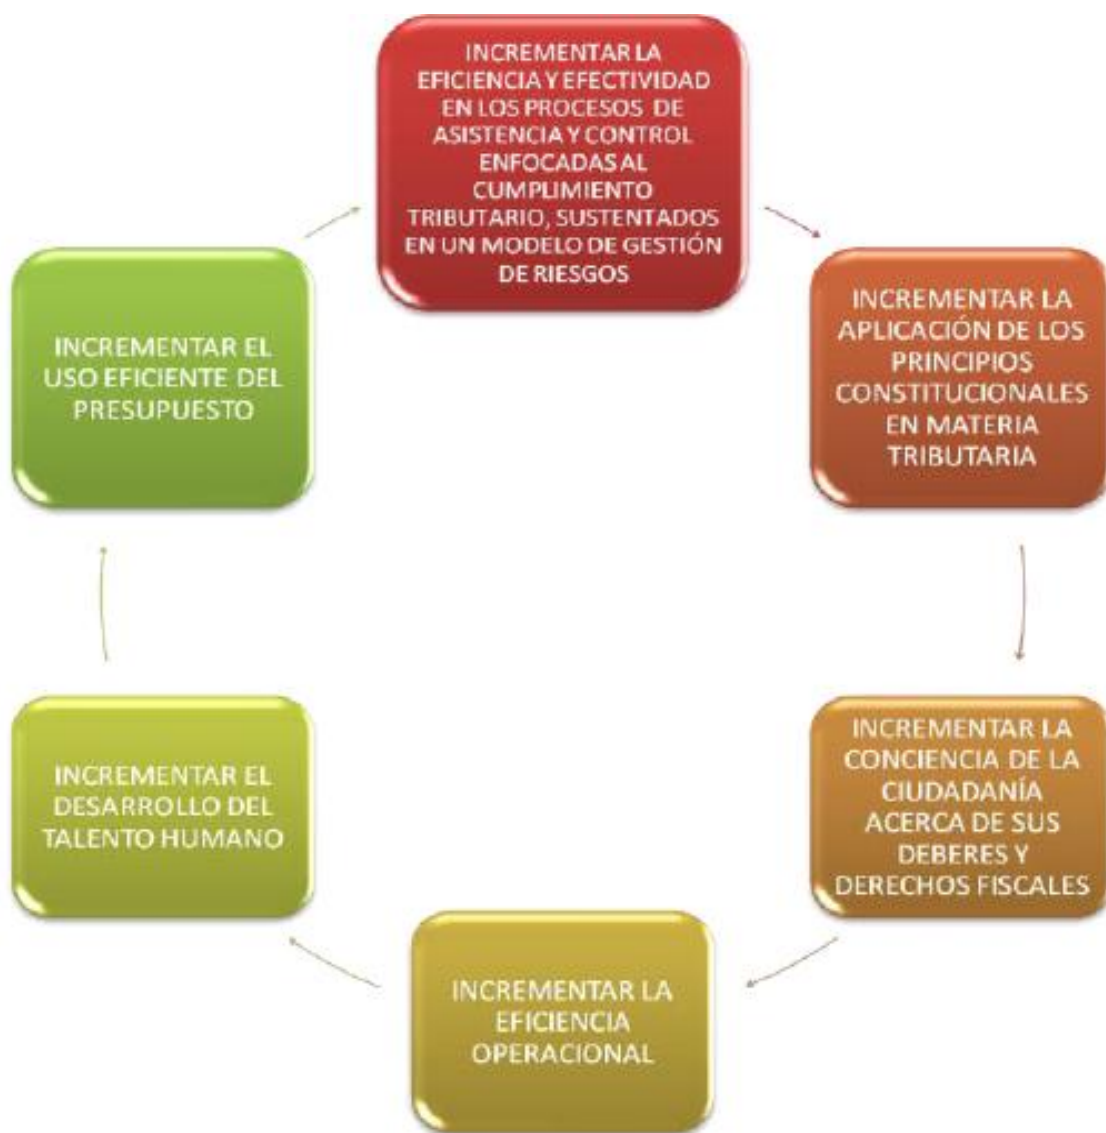 INCREMENTAR LA
EFICIENCIA Y EFECTIVIDAD
EN LOS PROCESOS DE
ASISTENCIA Y CONTROL
ENFOCADAS AL
CUMPLIMIENTO
TRIBUTARIO, SUSTENTADOS
EN UN MODELO DE GESTIÓN
DE RIESGOS
INCREMENTAR LA
APLICACIÓN DE LOS
PRINCIPIOS
CONSTITUCIONALES
EN MATERIA
TRIBUTARIA
INCREMENTAR LA
CONCIENCIA DE LA
CIUDADANÍA
ACERCA DE SUS
DEBERES Y
DERECHOS FISCALES
INCREMENTAR LA
EFICIENCIA
OPERACIONAL
INCREMENTAR EL
DESARROLLO DEL
TALENTO HUMANO
INCREMENTAR EL
USO EFICIENTE DEL
PRESUPUESTO